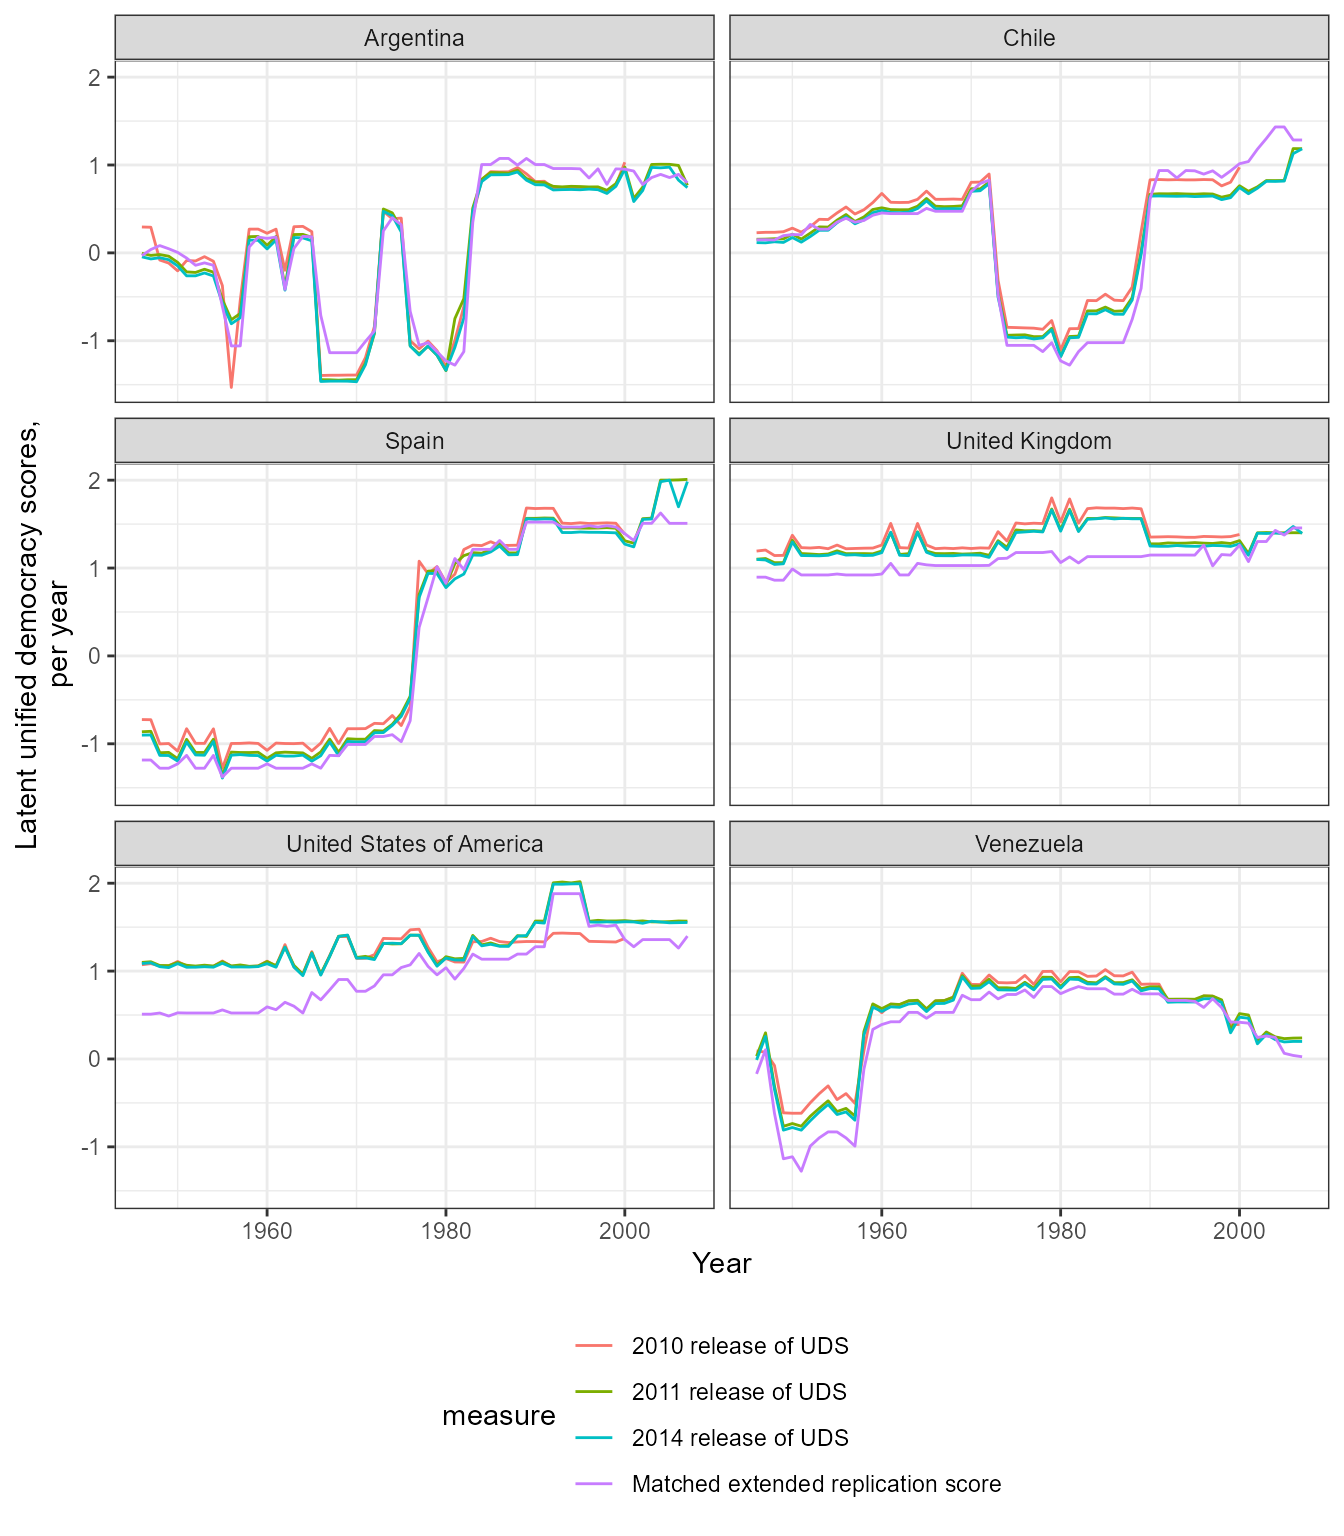 Argentina
Chile
2
1
0
-1
Spain
United Kingdom
2
1
0
-1
United States of America
Venezuela
2
1
0
-1
1960
1980
2000
1960
1980
2000
Latent unified democracy scores,
per year
Year
measure
2010 release of UDS
2011 release of UDS
2014 release of UDS
Matched extended replication score